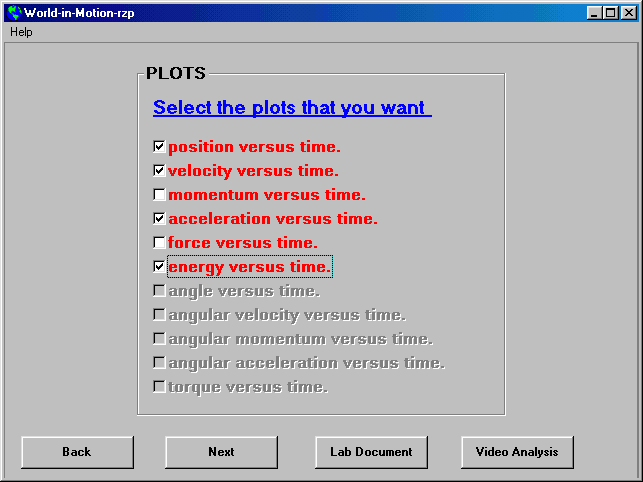 World-in-Motion-rzp
Help
PLOTS
Select the plots that you want
position versus time.
velocity versus time.
momentum versus time.
acceleration versus time.
force versus time.
energy versus time.
angle versus time.
angular velocity versus time.
angular momentum versus time.
angular acceleration versus time.
torque versus time.
Back Next Lab Document Video Analysis